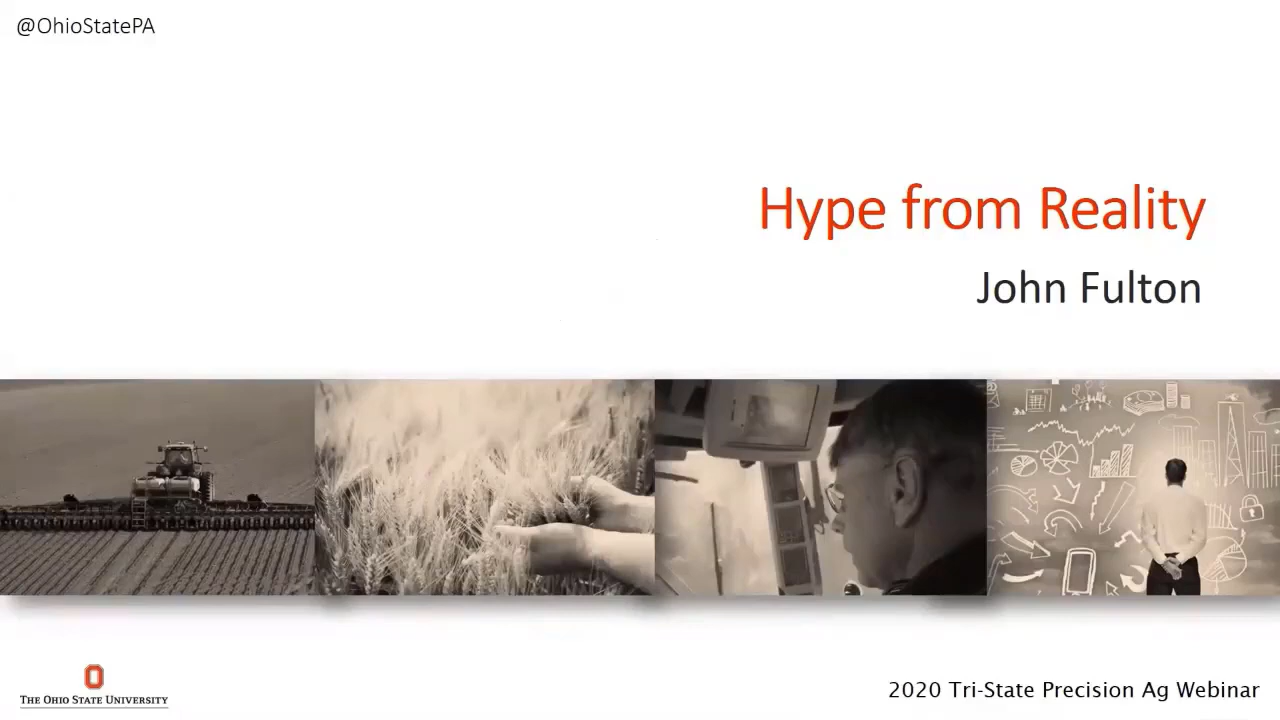 @OhioStatePA
Hype from Reality
John Fulton
THE OHIO STATE UNIVERSITY
2020 Tri-State Precision Ag Webinar